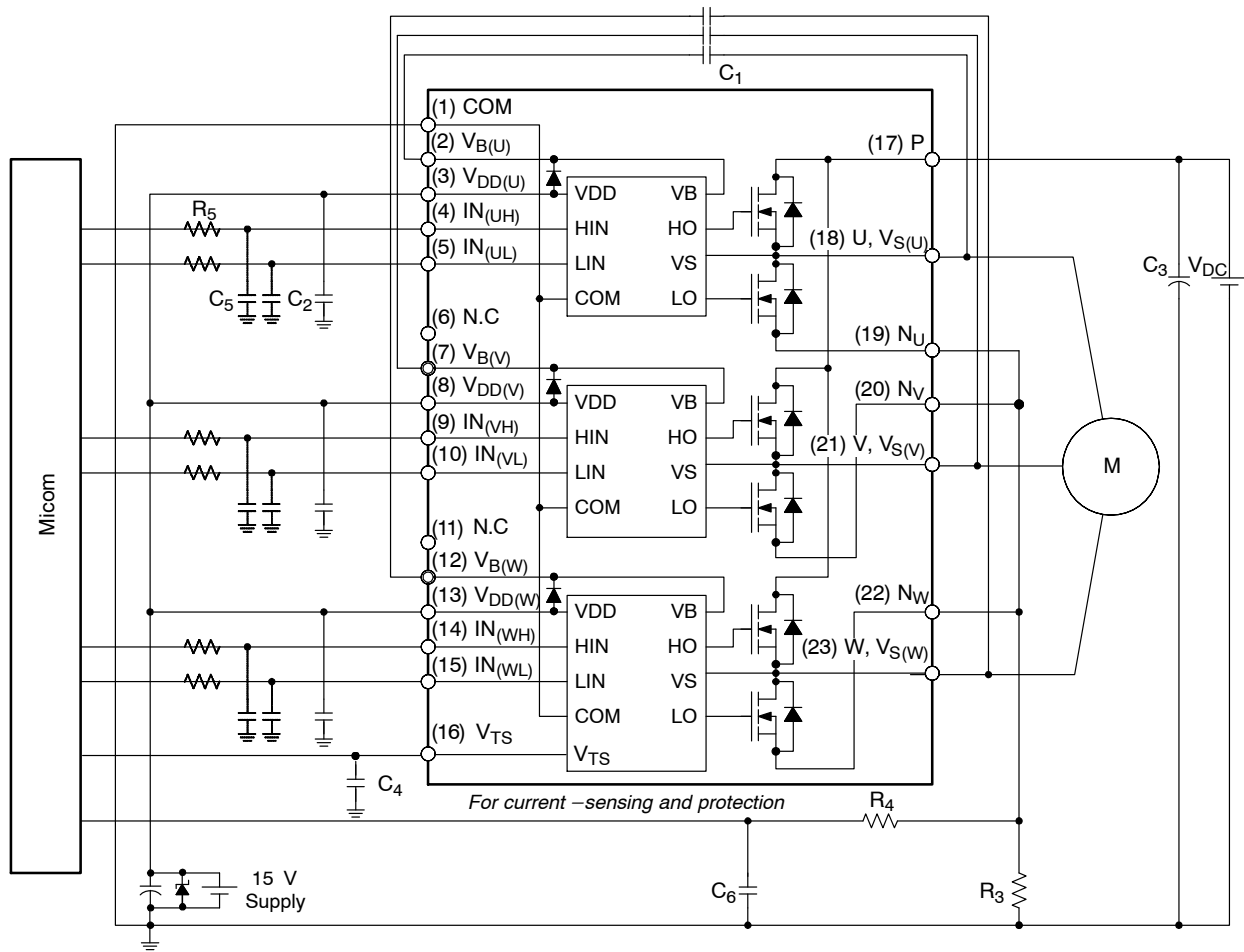 C1
(1) COM
(2) VB(U)
(3) VDD(U)
(4) IN(UH)
(5) IN(UL)
(6) N.C
(7) VB(V)
(8) VDD(V)
(9) IN(VH)
(10) IN(VL)
(11) N.C
(12) VB(W)
(13) VDD(W)
(14) IN(WH)
(15) IN(WL)
(16) VTS
Micom
R5
C5
C2
C4
VDD
HIN
LIN
COM
VB
HO
VS
LO
VDD
HIN
LIN
COM
VB
HO
VS
LO
VDD
HIN
LIN
COM
VTS
VB
HO
VS
LO
(17) P
(18) U, VS(U)
(19) NU
(20) NV
(21) V, VS(V)
(22) NW
(23) W, VS(W)
C3
VDC
M
For current –sensing and protection
R4
15 V
Supply
C6
R3